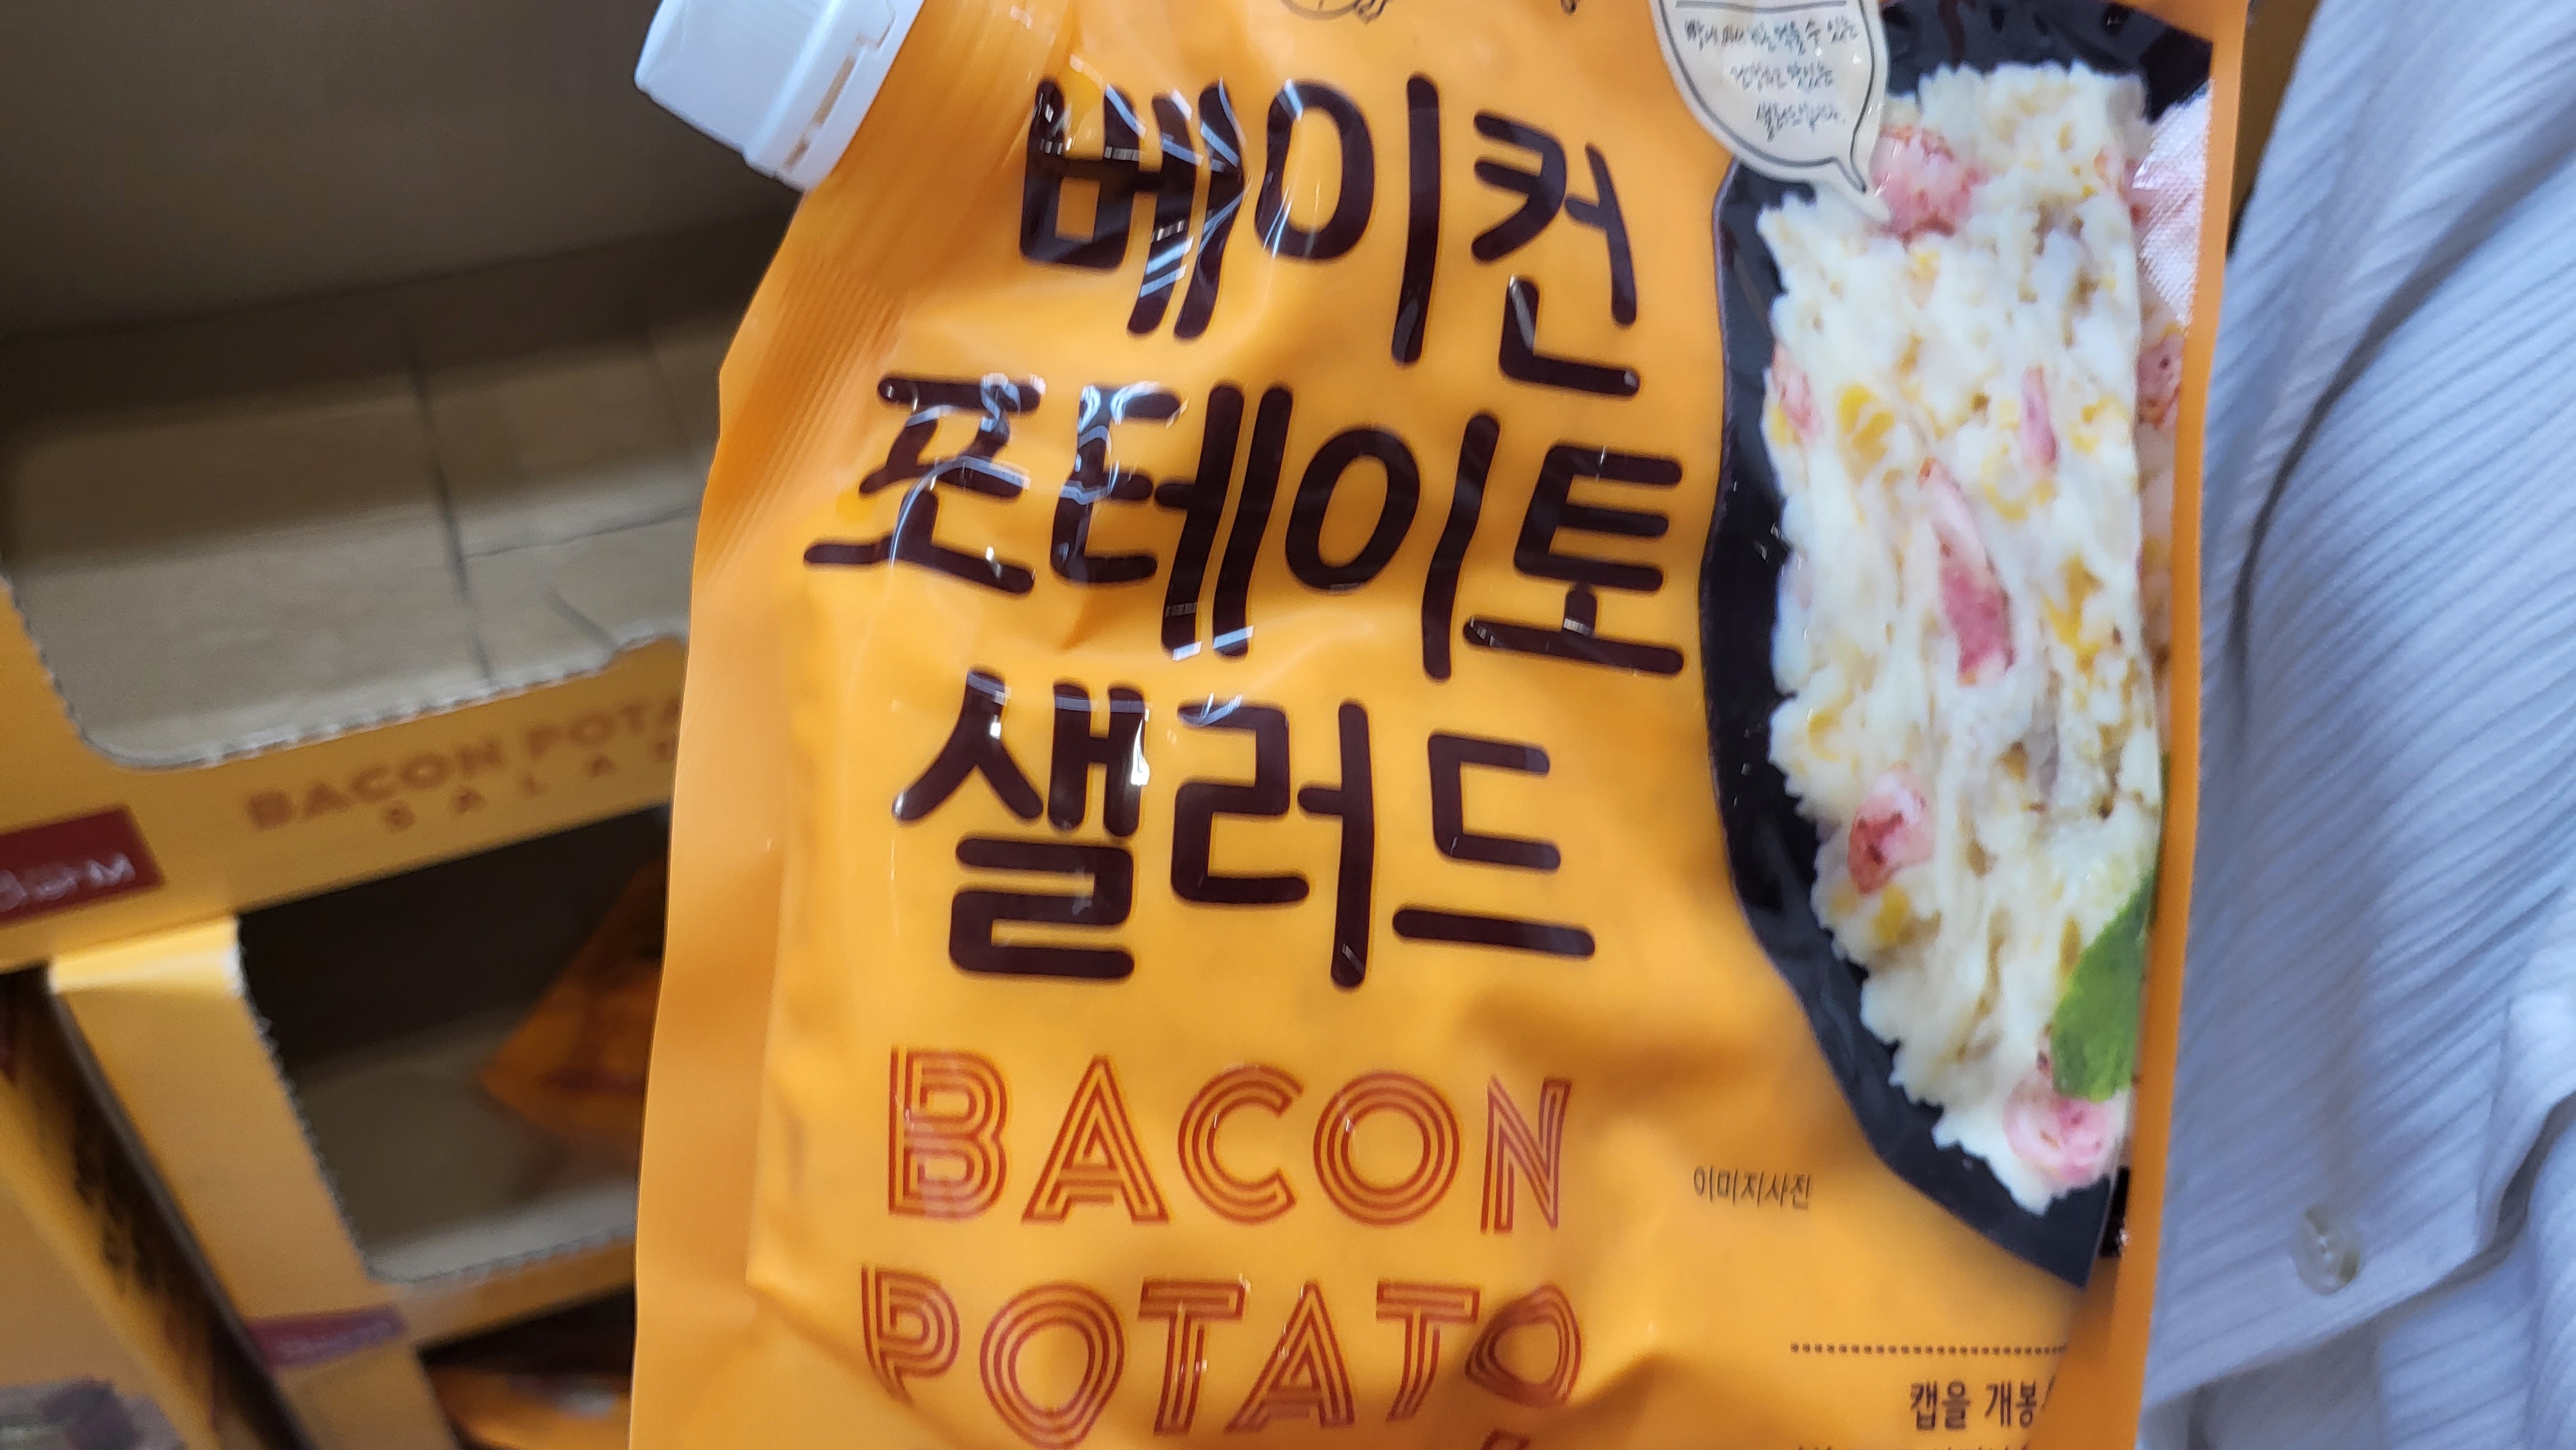 베이컨
포테이토
샐러드
BACON
POTATO
이미지사진
캡을 개봉
BACON POTA
SALAD